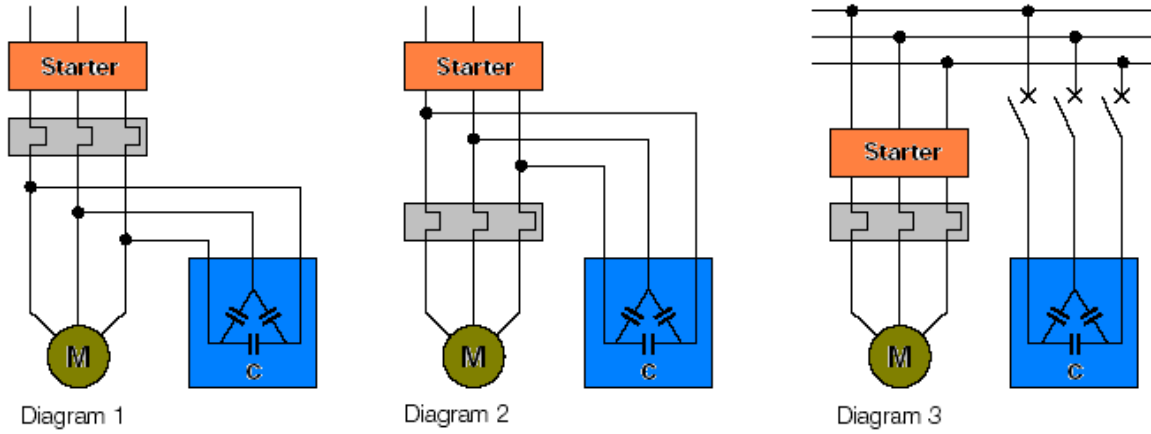 Starter
M
C
Diagram 1
Starter
M
C
Diagram 2
Starter
M
C
Diagram 3